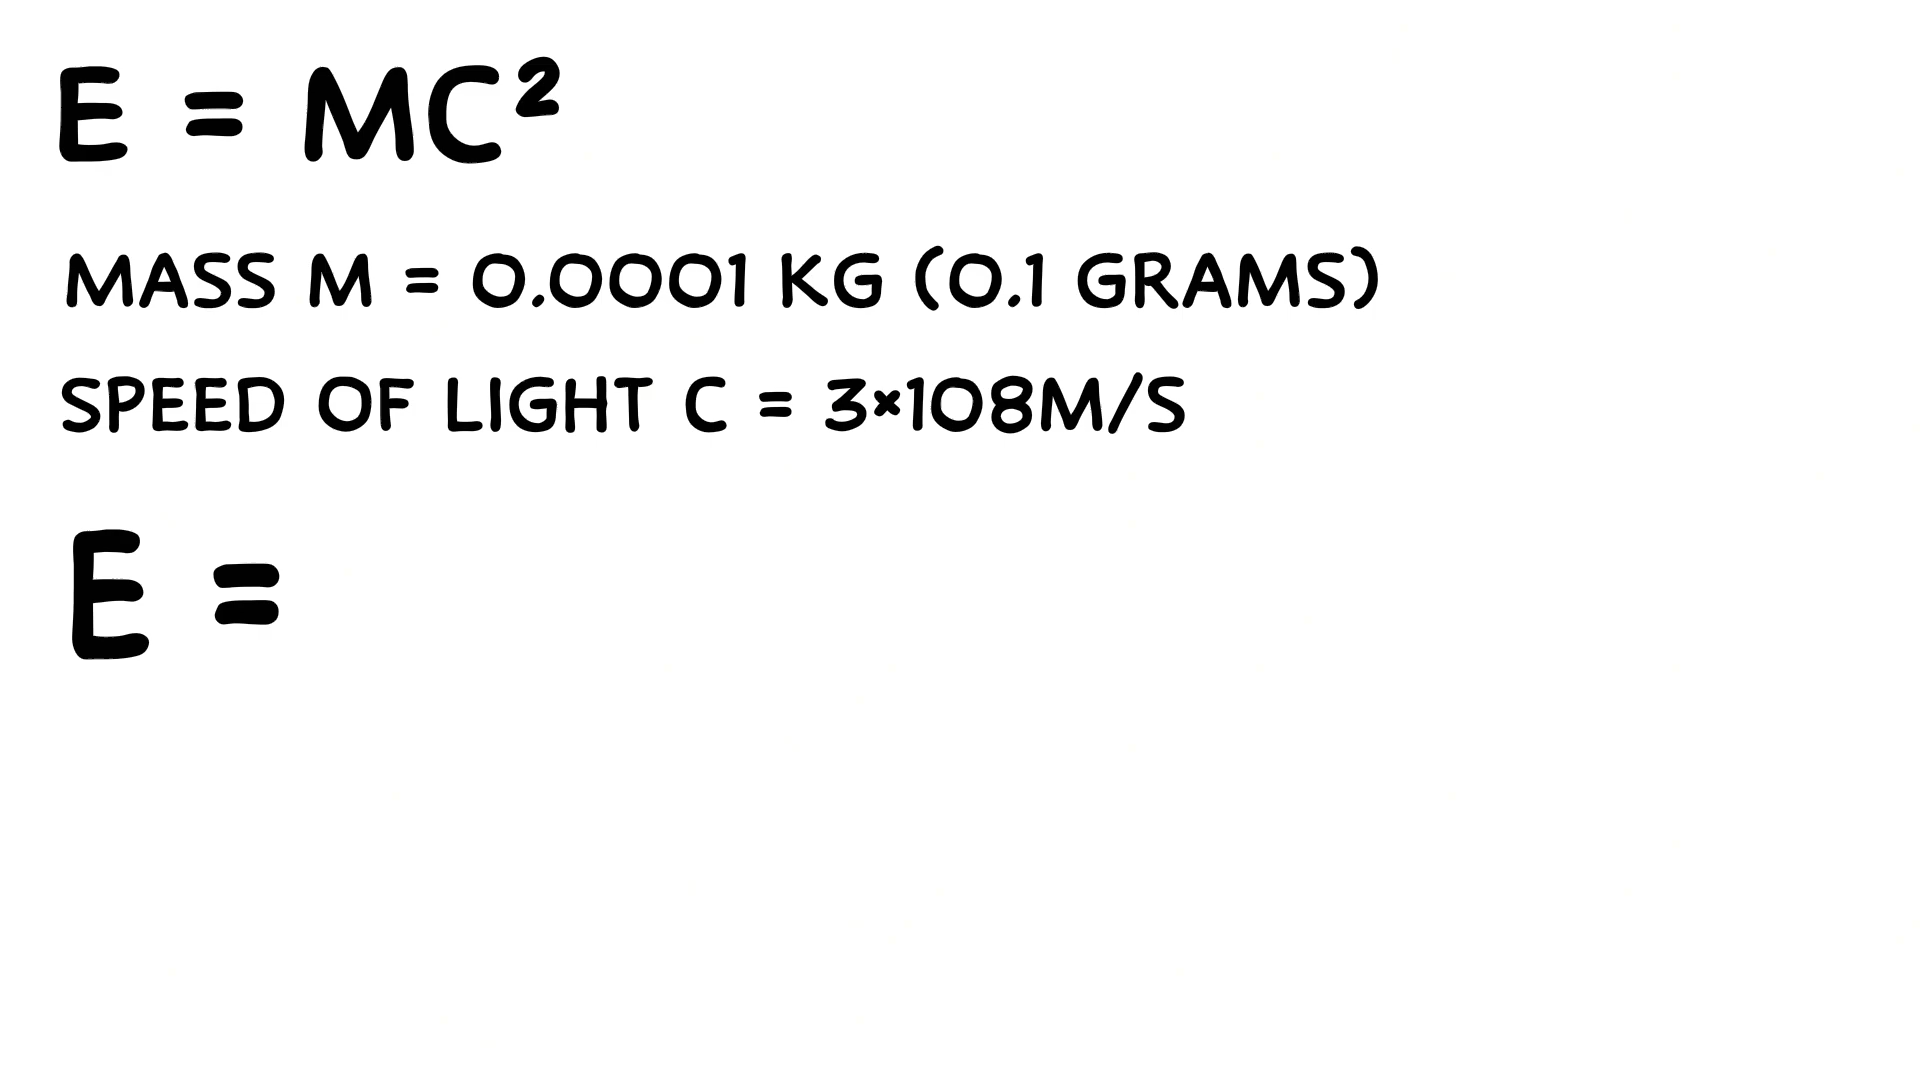 E = MC²
MASS M = 0.0001 KG (0.1 GRAMS)
SPEED OF LIGHT C = 3×108M/S
E =